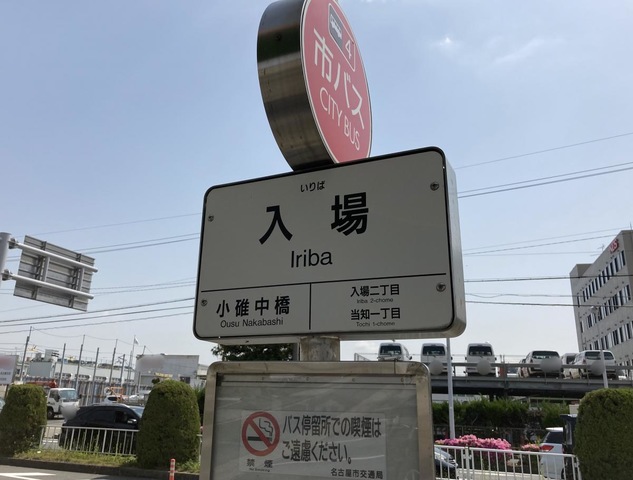 4
市バス
CITY BUS
いりば
入場
Iriba
小碓中橋
Ousu Nakabashi
入場二丁目
Iriba 2-chome
当知一丁目
Tochi 1-chome
バス停留所での喫煙は
ご遠慮ください。
禁煙
名古屋市交通局